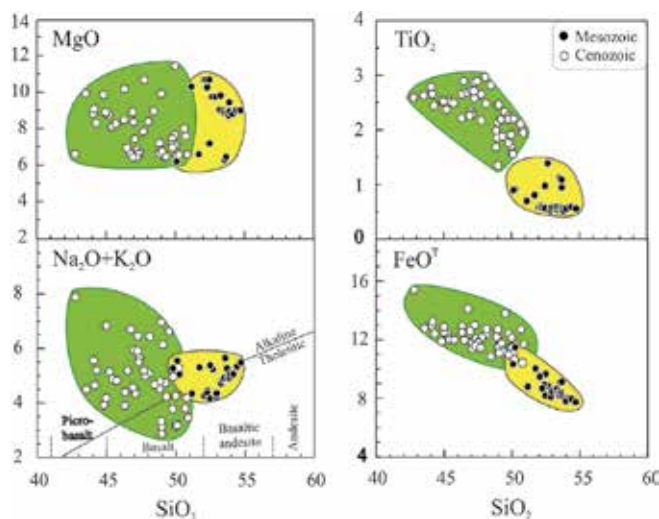 MgO
14
12
10
8
6
4
2
TiO₂
4
3
2
1
0
Mesozoic
Cenozoic
Na₂O+K₂O
8
6
4
2
Alkaline
Tholeiitic
Picro-
basalt
Basalt
Basaltic
andesite
Andesite
40 45 50 55 60
SiO₂
FeOᵀ
16
12
8
4
40 45 50 55 60
SiO₂